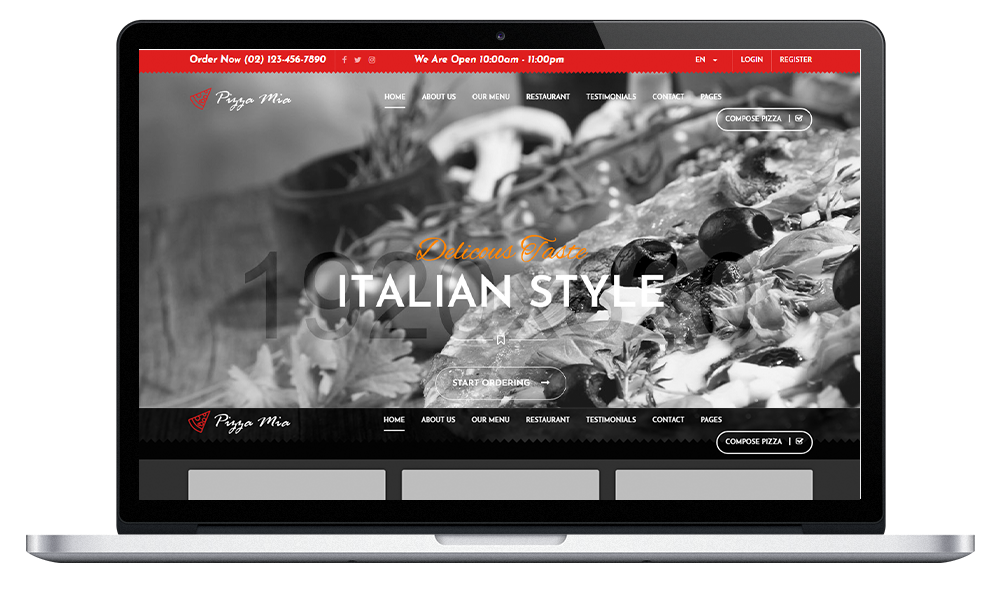 Order Now (02) 123-456-7890
We Are Open 10:00am - 11:00pm
EN
LOGIN
REGISTER
Pizza Mia
HOME ABOUT US OUR MENU RESTAURANT TESTIMONIALS CONTACT PAGES
COMPOSE PIZZA
Delicous Taste
ITALIAN STYLE
START ORDERING
Pizza Mia
HOME ABOUT US OUR MENU RESTAURANT TESTIMONIALS CONTACT PAGES
COMPOSE PIZZA